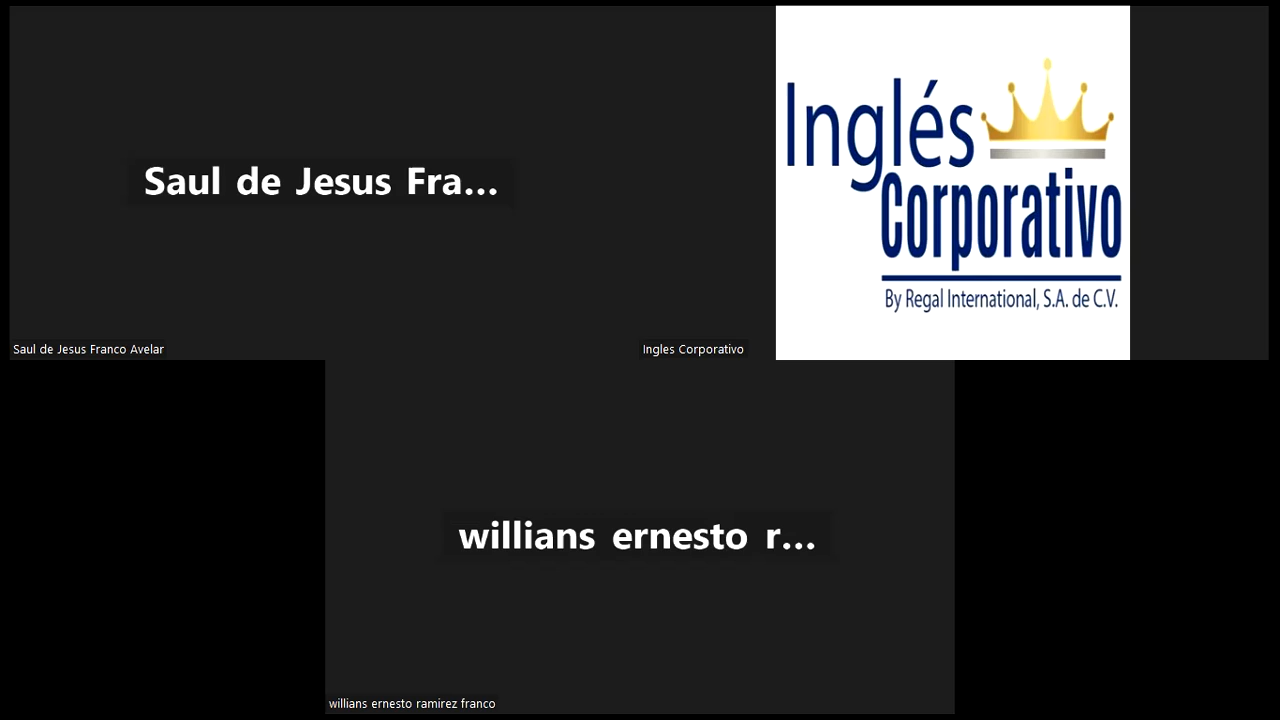 Saul de Jesus Fra...
Saul de Jesus Franco Avelar
Inglés
Corporativo
By Regal International, S.A. de C.V.
Ingles Corporativo
willians ernesto r...
willians ernesto ramirez franco